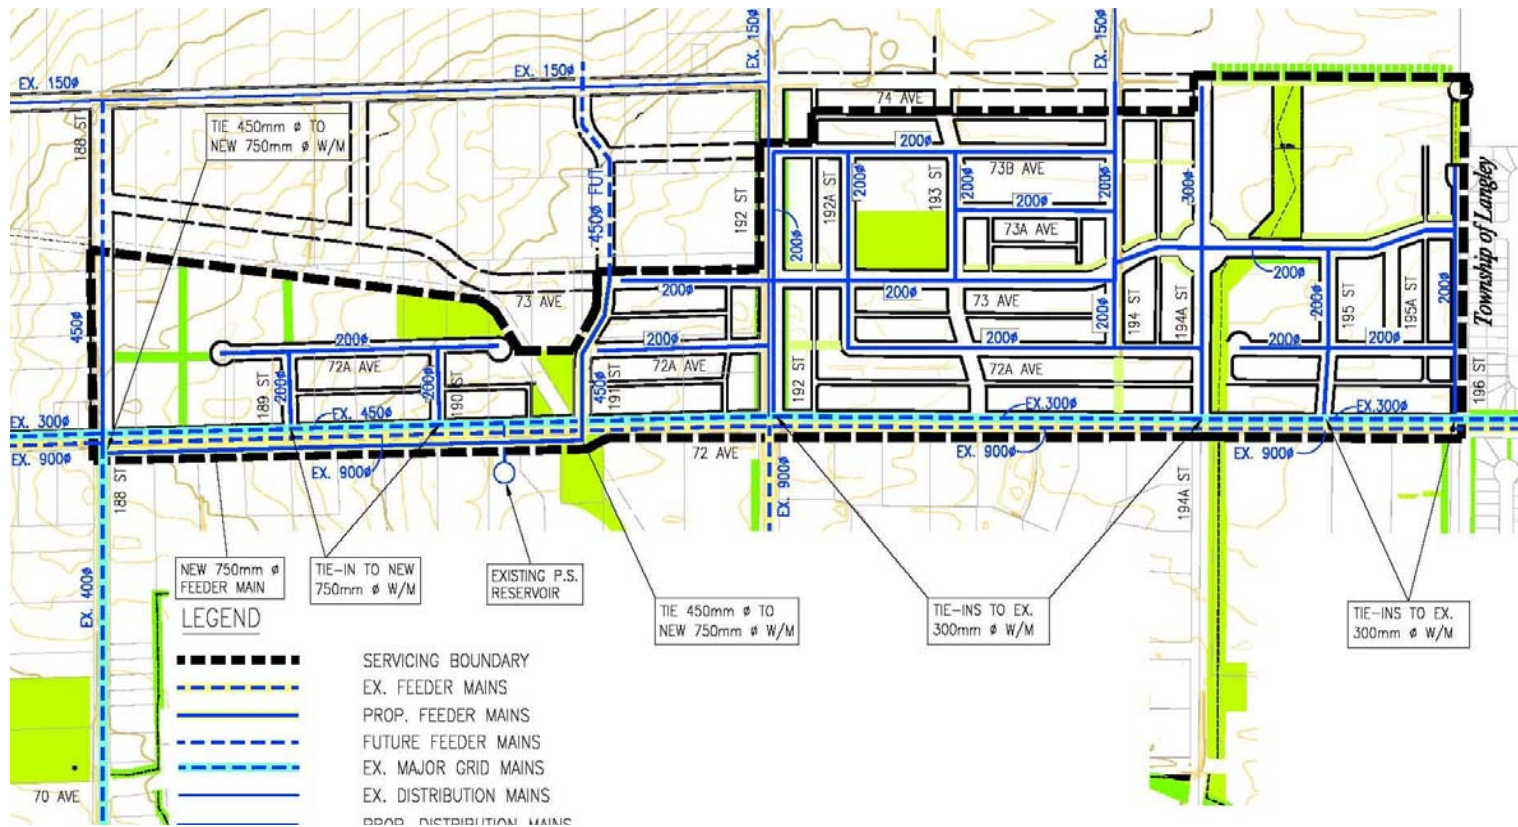 EX. 150ø
EX. 150ø
EX. 150ø
EX. 150ø
188 ST
TIE 450mm ø TO
NEW 750mm ø W/M
74 AVE
200ø
73B AVE
200ø
200ø
200ø
200ø
300ø
450ø FUT.
192 ST
192A ST
193 ST
200ø
73A AVE
Township of Langley
450ø
73 AVE
200ø
200ø
73 AVE
200ø
200ø
194 ST
194A ST
200ø
195 ST
195A ST
200ø
200ø
72A AVE
200ø
72A AVE
200ø
72A AVE
200ø
200ø
189 ST
200ø
200ø
190 ST
450ø
191 ST
192 ST
196 ST
EX. 300ø
EX. 450ø
EX.300ø
EX.300ø
EX. 900ø
EX. 900ø
72 AVE
EX. 900ø
EX. 900ø
188 ST
EX. 900ø
194A ST
EX. 400ø
NEW 750mm ø
FEEDER MAIN
TIE-IN TO NEW
750mm ø W/M
EXISTING P.S.
RESERVOIR
TIE 450mm ø TO
NEW 750mm ø W/M
TIE-INS TO EX.
300mm ø W/M
TIE-INS TO EX.
300mm ø W/M
LEGEND
SERVICING BOUNDARY
EX. FEEDER MAINS
PROP. FEEDER MAINS
FUTURE FEEDER MAINS
EX. MAJOR GRID MAINS
EX. DISTRIBUTION MAINS
PROP. DISTRIBUTION MAINS
70 AVE